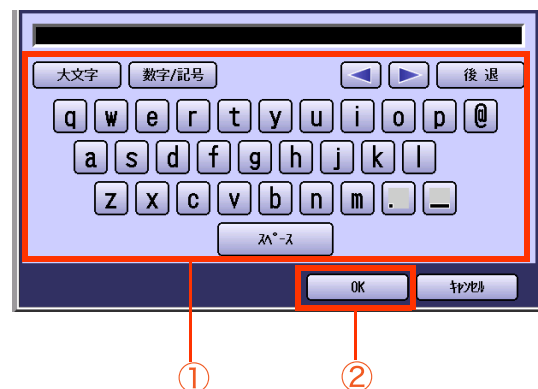 大文字 数字/記号 ◀ ▶ 後 退
q w e r t y u i o p @
a s d f g h j k l
z x c v b n m . _
ｽﾍﾟｰｽ
OK ｷｬﾝｾﾙ
① ②